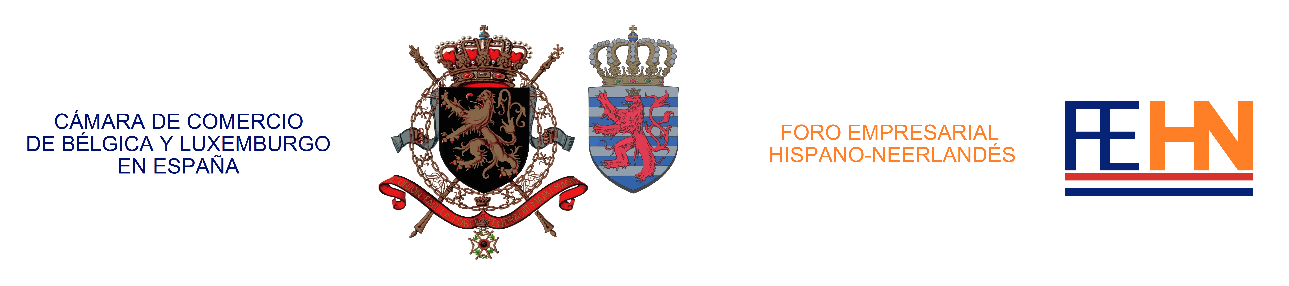 CÁMARA DE COMERCIO
DE BÉLGICA Y LUXEMBURGO
EN ESPAÑA
FORO EMPRESARIAL
HISPANO-NEERLANDÉS
FEHN